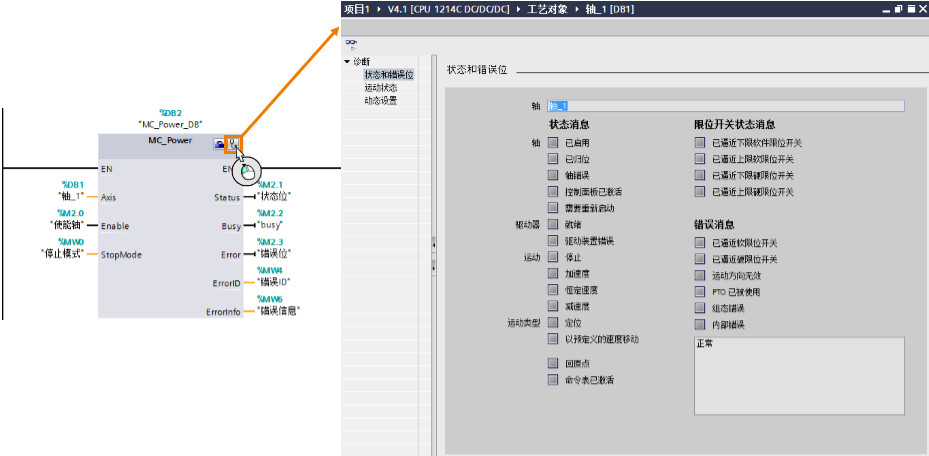 项目1 ▸ V4.1 [CPU 1214C DC/DC/DC] ▸ 工艺对象 ▸ 轴_1 [DB1]
诊断
状态和错误位
运动状态
动态设置
%DB2
"MC_Power_DB"
MC_Power
EN
EN
%DB1
"轴_1"
Axis
%M2.0
"使能轴"
Enable
%MW0
"停止模式"
StopMode
Status
%M2.1
"状态位"
Busy
%M2.2
"busy"
Error
%M2.3
"错误位"
ErrorID
%MW4
"错误ID"
ErrorInfo
%MW6
"错误信息"
状态和错误位
轴 轴_1
状态消息
轴 已启用
已归位
轴错误
控制面板已激活
需要重新启动
驱动器 就绪
驱动装置错误
运动 停止
加速度
恒定速度
减速度
运动类型 定位
以预定义的速度移动
回原点
命令表已激活
限位开关状态消息
已逼近下限软件限位开关
已逼近上限软限位开关
已逼近下限硬限位开关
已逼近上限硬限位开关
错误消息
已逼近软限位开关
已逼近硬限位开关
运动方向无效
PTO 已被使用
组态错误
内部错误
正常